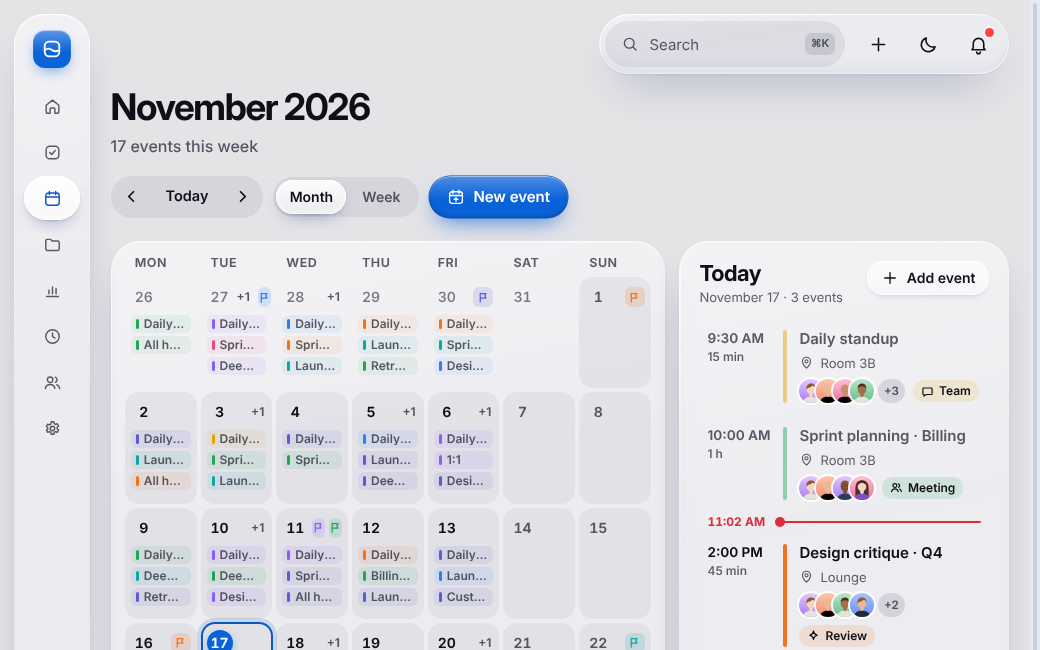 Search ⌘K
November 2026
17 events this week
Today
Month Week
New event
MON TUE WED THU FRI SAT SUN
26 27 +1 28 +1 29 30 31 1
Daily... Daily... Daily... Daily... Daily...
All h... Spri... Spri... Laun... Spri...
Dee... Laun... Retr... Desi...
2 3 +1 4 5 +1 6 +1 7 8
Daily... Daily... Daily... Daily... Daily...
Laun... Spri... Spri... Laun... 1:1
All h... Laun... Dee... Desi...
9 10 +1 11 12 13 14 15
Daily... Daily... Daily... Daily... Daily...
Dee... Dee... Spri... Billin... Laun...
Retr... Desi... All h... Laun... Cust...
16 17 18 +1 19 20 +1 21 22
Today
November 17 · 3 events
Add event
9:30 AM Daily standup
15 min Room 3B
+3 Team
10:00 AM Sprint planning · Billing
1 h Room 3B
+2 Meeting
11:02 AM
2:00 PM Design critique · Q4
45 min Lounge
+2
Review